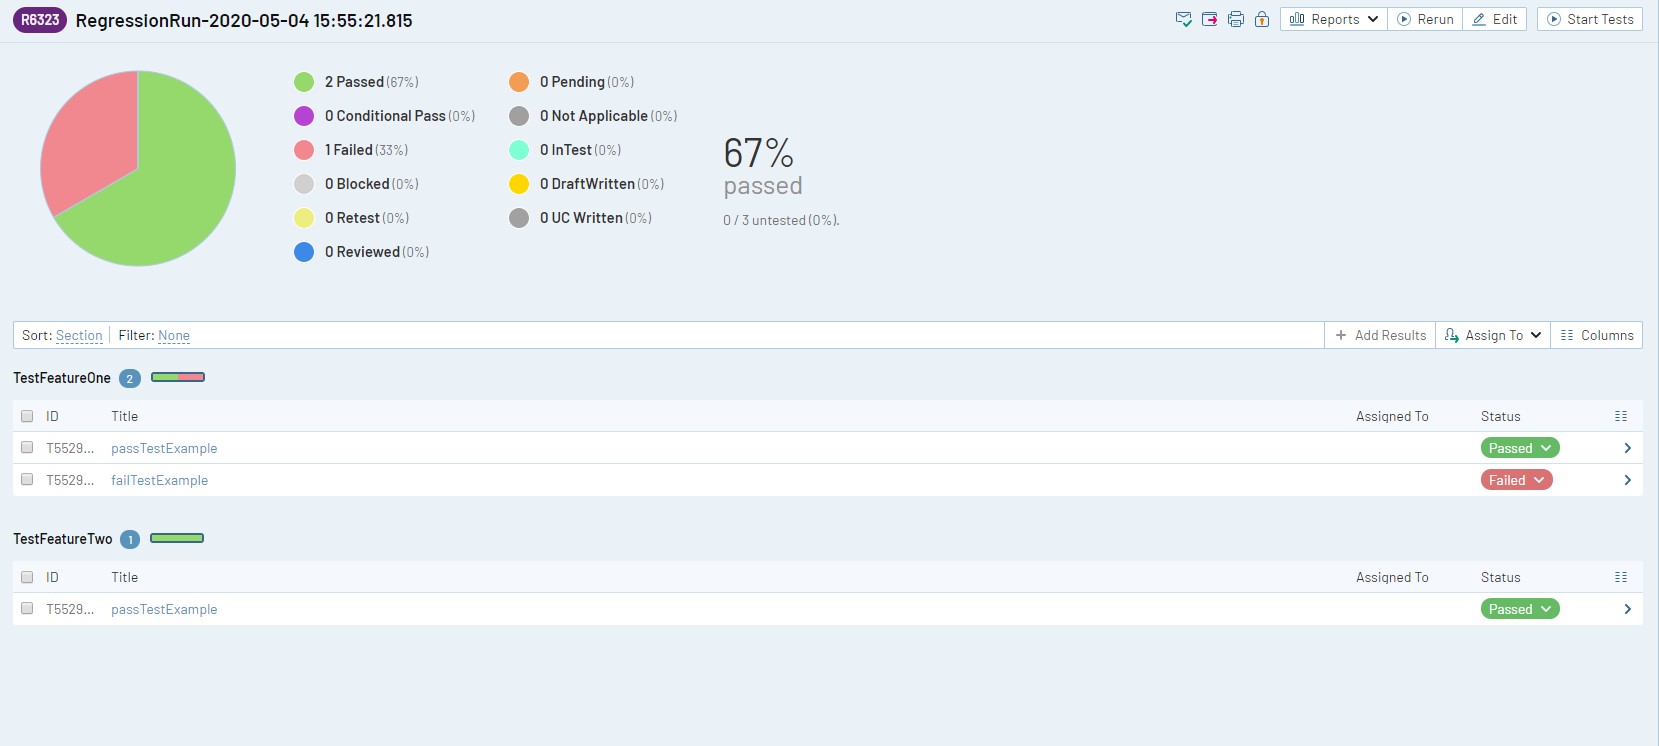 R6323 RegressionRun-2020-05-04 15:55:21.815 Reports Rerun Edit Start Tests
2 Passed (67%) 0 Pending (0%)
0 Conditional Pass (0%) 0 Not Applicable (0%)
1 Failed (33%) 0 InTest (0%)
0 Blocked (0%) 0 DraftWritten (0%)
0 Retest (0%) 0 UC Written (0%)
0 Reviewed (0%)
67%
passed
0 / 3 untested (0%).
Sort: Section Filter: None + Add Results Assign To Columns
TestFeatureOne 2
ID Title Assigned To Status
T5529... passTestExample Passed
T5529... failTestExample Failed
TestFeatureTwo 1
ID Title Assigned To Status
T5529... passTestExample Passed